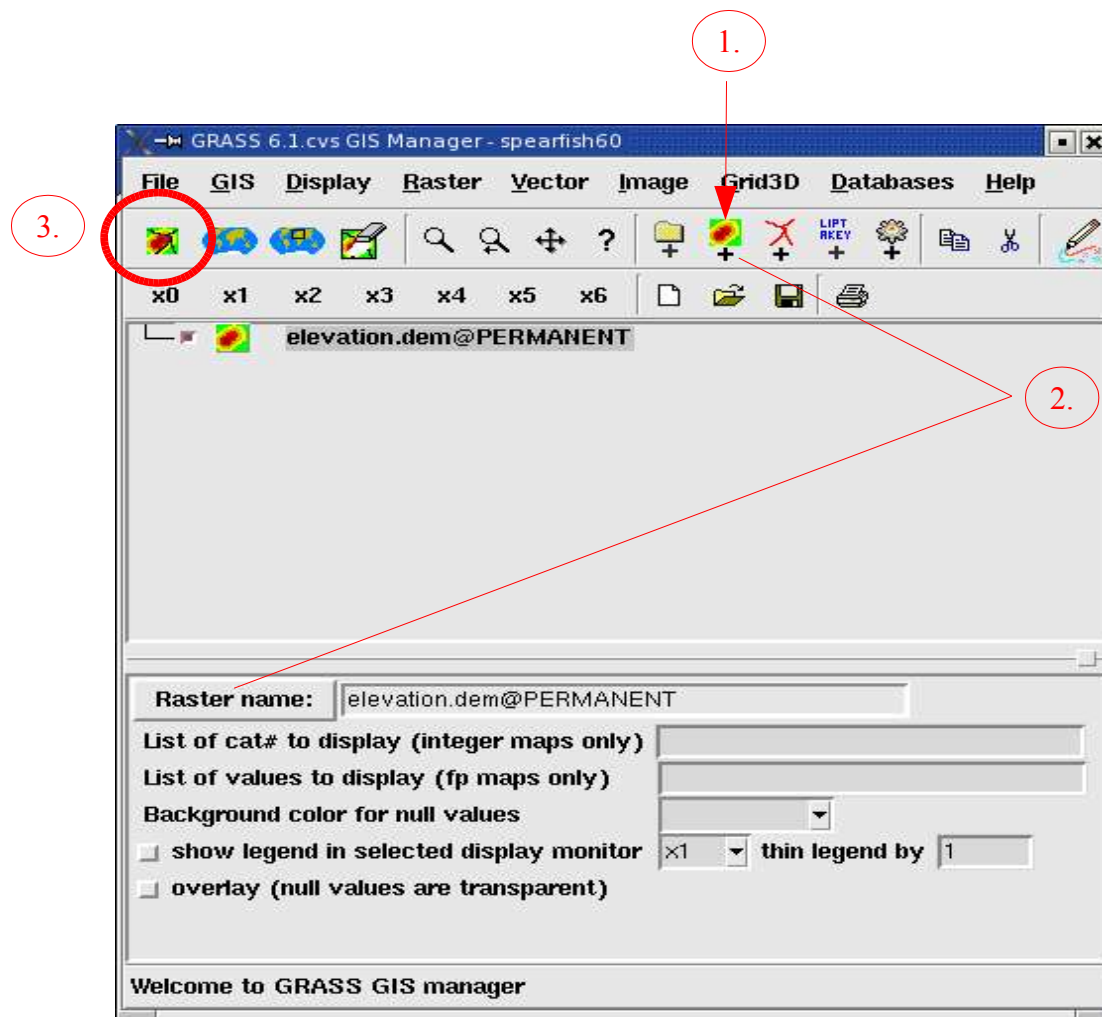 1.
GRASS 6.1.cvs GIS Manager - spearfish60
File GIS Display Raster Vector Image Grid3D Databases Help
3.
?
LIPT
RKEY
x0 x1 x2 x3 x4 x5 x6
elevation.dem@PERMANENT
2.
Raster name: elevation.dem@PERMANENT
List of cat# to display (integer maps only)
List of values to display (fp maps only)
Background color for null values
show legend in selected display monitor x1 thin legend by 1
overlay (null values are transparent)
Welcome to GRASS GIS manager